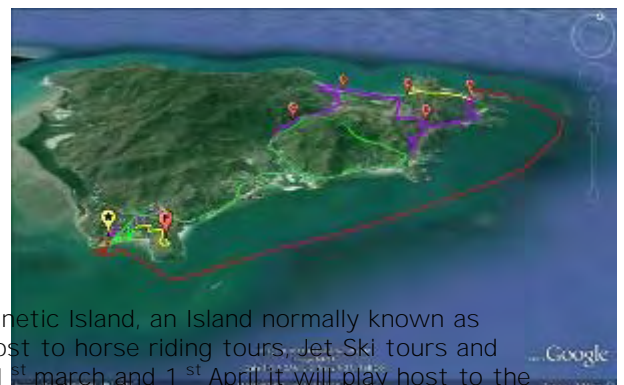 netic Island, an Island normally known as
ost to horse riding tours, Jet Ski tours and
1 st march and 1 st April it will play host to the
Google